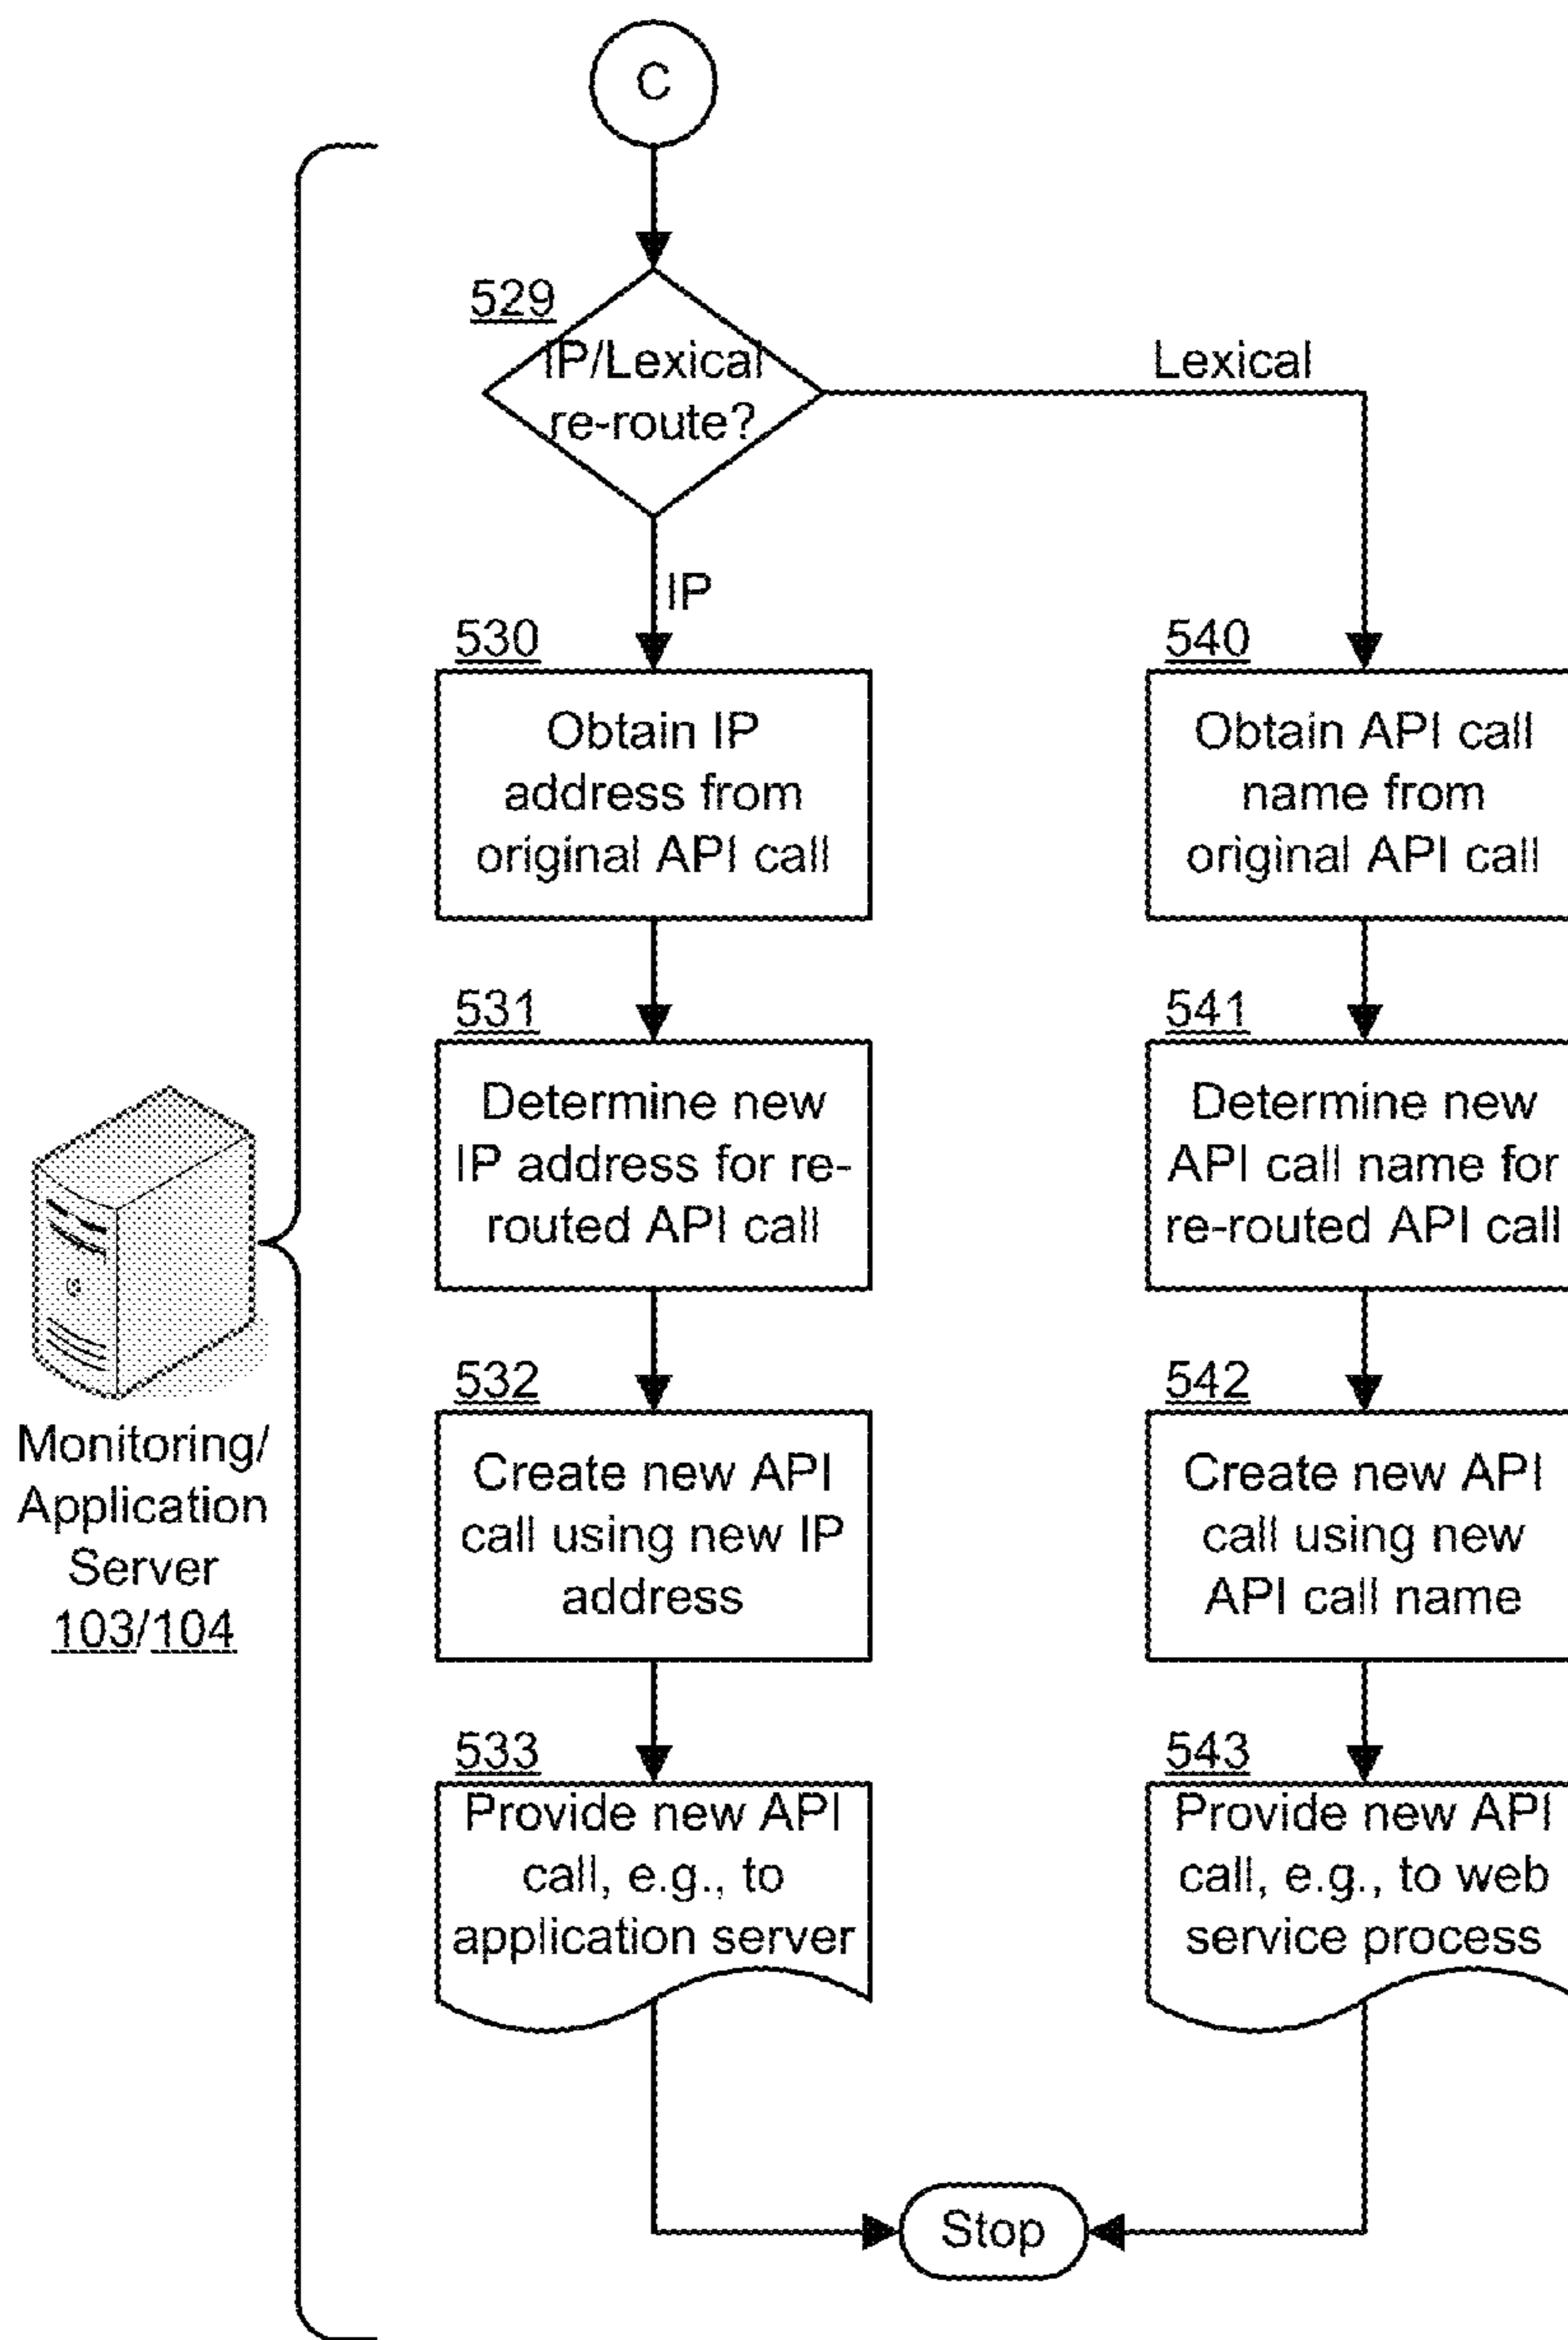 C
529
IP/Lexical
re-route?
Lexical
IP
530
Obtain IP
address from
original API call
540
Obtain API call
name from
original API call
531
Determine new
IP address for re-
routed API call
541
Determine new
API call name for
re-routed API call
532
Create new API
call using new IP
address
542
Create new API
call using new
API call name
Monitoring/
Application
Server
103/104
533
Provide new API
call, e.g., to
application server
543
Provide new API
call, e.g., to web
service process
Stop